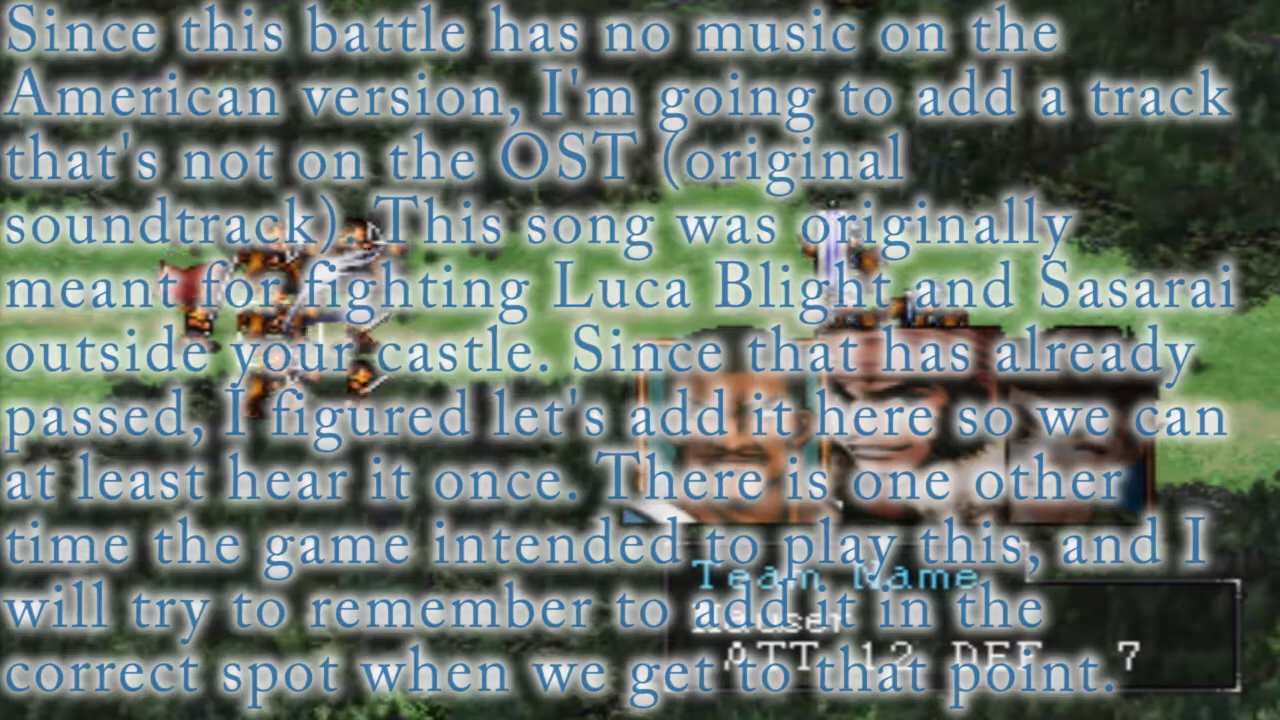 Since this battle has no music on the
American version, I'm going to add a track
that's not on the OST (original
soundtrack). This song was originally
meant for fighting Luca Blight and Sasarai
outside your castle. Since that has already
passed, I figured let's add it here so we can
at least hear it once. There is one other
time the game intended to play this, and I
Team Name
will try to remember to add it in the
Hauser
correct spot when we get to that point.
ATT 12 DEF 7